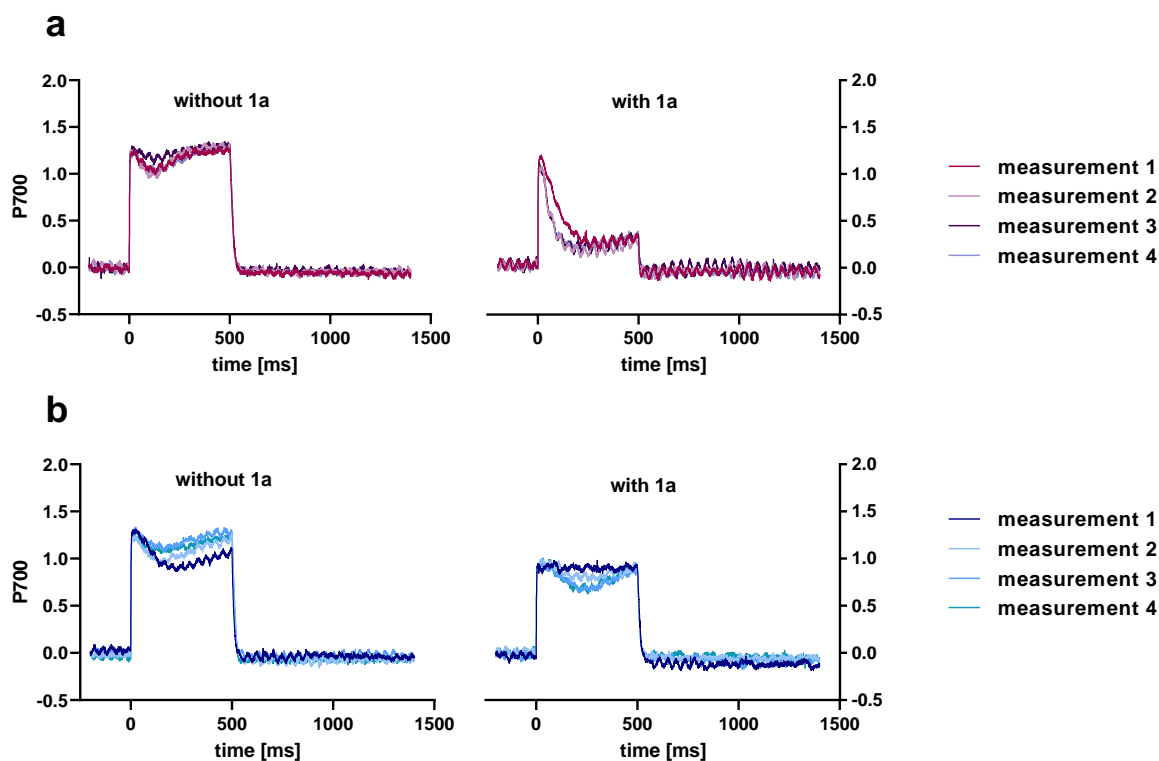 a
without 1a
with 1a
P700
2.0
1.5
1.0
0.5
0.0
-0.5
2.0
1.5
1.0
0.5
0.0
-0.5
0 500 1000 1500
0 500 1000 1500
time [ms]
time [ms]
measurement 1
measurement 2
measurement 3
measurement 4
b
without 1a
with 1a
P700
2.0
1.5
1.0
0.5
0.0
-0.5
2.0
1.5
1.0
0.5
0.0
-0.5
0 500 1000 1500
0 500 1000 1500
time [ms]
time [ms]
measurement 1
measurement 2
measurement 3
measurement 4